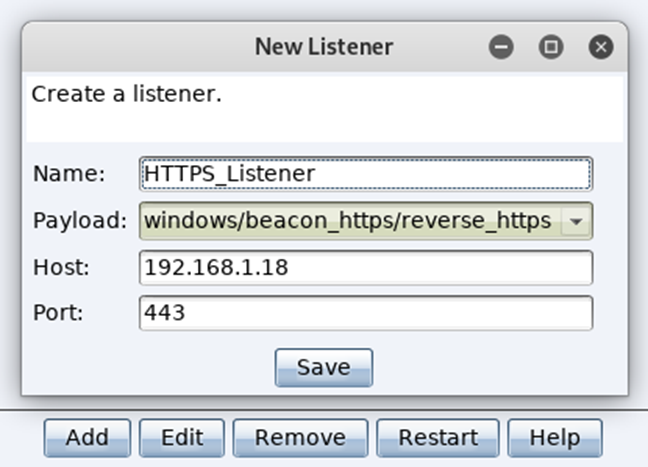 New Listener
Create a listener.
Name: HTTPS_Listener
Payload: windows/beacon_https/reverse_https
Host: 192.168.1.18
Port: 443
Save
Add Edit Remove Restart Help